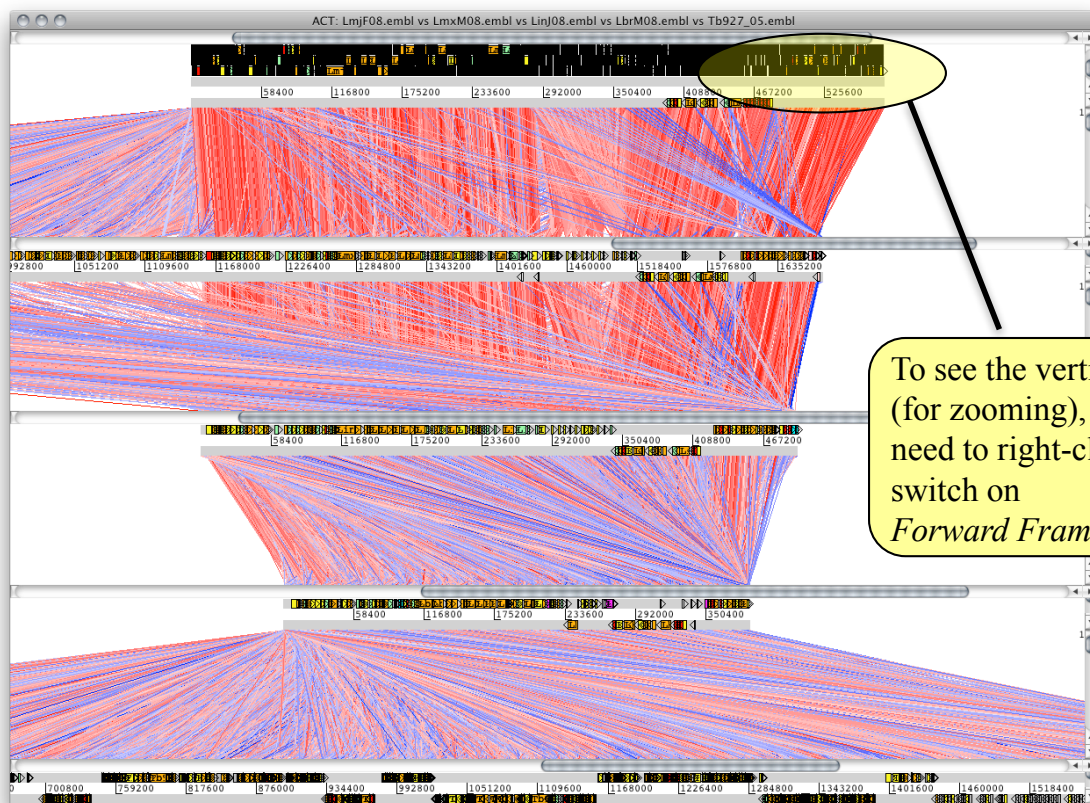 ACT: LmjF08.embl vs LmxM08.embl vs LinJ08.embl vs LbrM08.embl vs Tb927_05.embl
58400 116800 175200 233600 292000 350400 408800 467200 525600
992800 1051200 1109600 1168000 1226400 1284800 1343200 1401600 1460000 1518400 1576800 1635200
To see the verti
(for zooming),
need to right-cl
switch on
Forward Fram
58400 116800 175200 233600 292000 350400 408800 467200
58400 116800 175200 233600 292000 350400
700800 759200 817600 876000 934400 992800 1051200 1109600 1168000 1226400 1284800 1343200 1401600 1460000 1518400